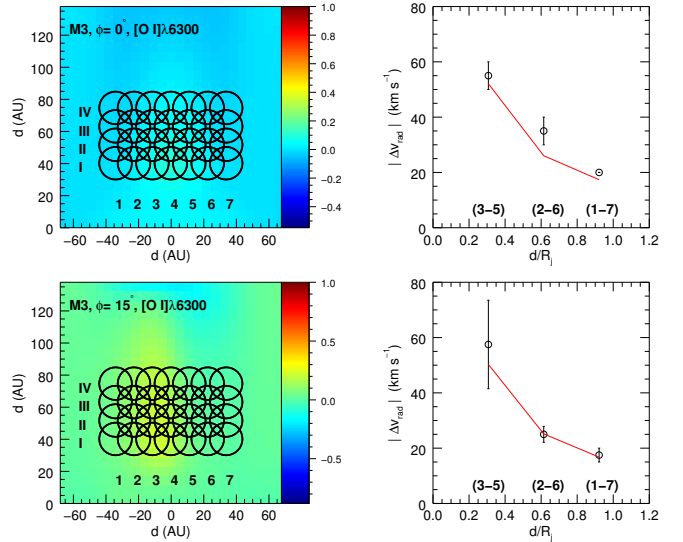 M3, ϕ= 0°, [O I]λ6300
d (AU)
0
20
40
60
80
100
120
IV
III
II
I
1 2 3 4 5 6 7
−60 −40 −20 0 20 40 60
d (AU)
1.0
0.8
0.6
0.4
0.2
0.0
−0.2
−0.4
| Δv_rad | (km s⁻¹)
80
60
40
20
0
(3−5) (2−6) (1−7)
0.0 0.2 0.4 0.6 0.8 1.0 1.2
d/R_j
M3, ϕ= 15°, [O I]λ6300
d (AU)
0
20
40
60
80
100
120
IV
III
II
I
1 2 3 4 5 6 7
−60 −40 −20 0 20 40 60
d (AU)
1.0
0.5
0.0
−0.5
| Δv_rad | (km s⁻¹)
80
60
40
20
0
(3−5) (2−6) (1−7)
0.0 0.2 0.4 0.6 0.8 1.0 1.2
d/R_j